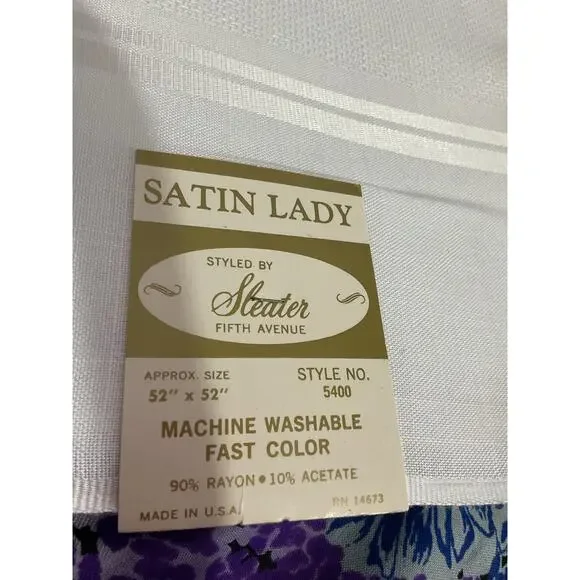 SATIN LADY
STYLED BY
Sleater
FIFTH AVENUE
APPROX. SIZE
52" x 52"
STYLE NO.
5400
MACHINE WASHABLE
FAST COLOR
90% RAYON • 10% ACETATE
MADE IN U.S.A.
RN 14673